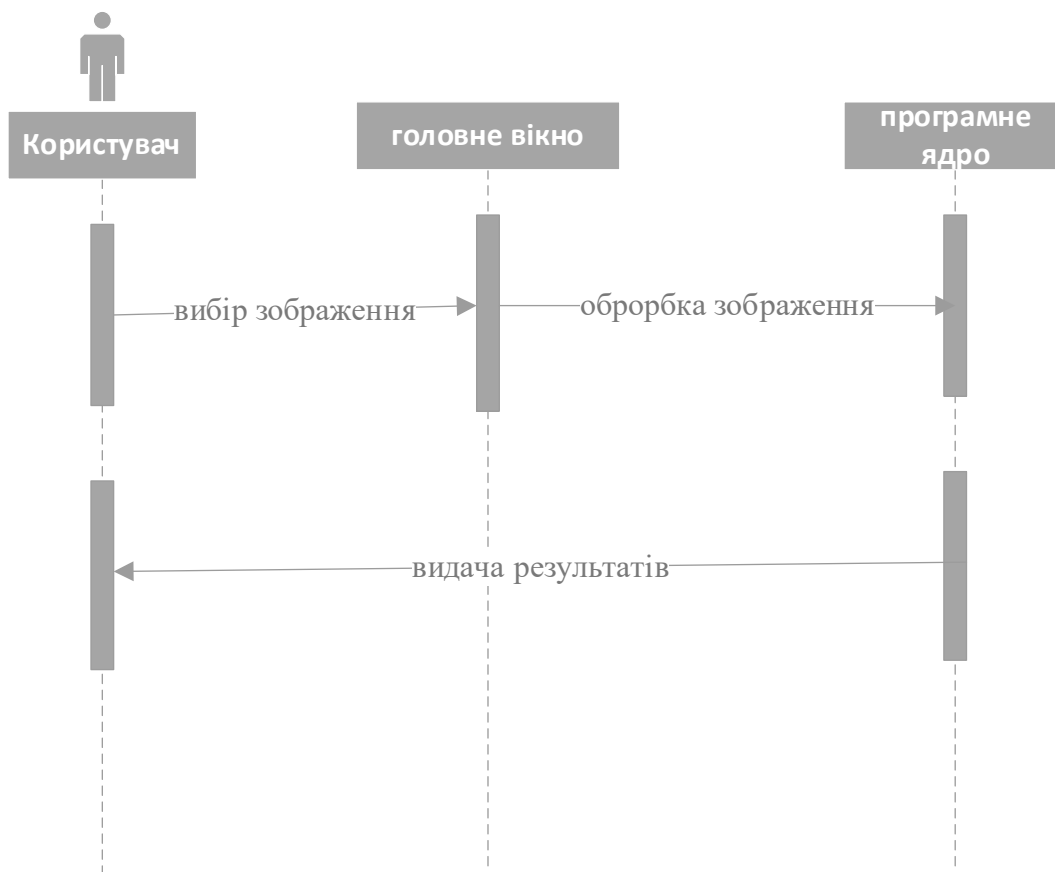 Користувач
головне вікно
програмне
ядро
вибір зображення
оброрбка зображення
видача результатів